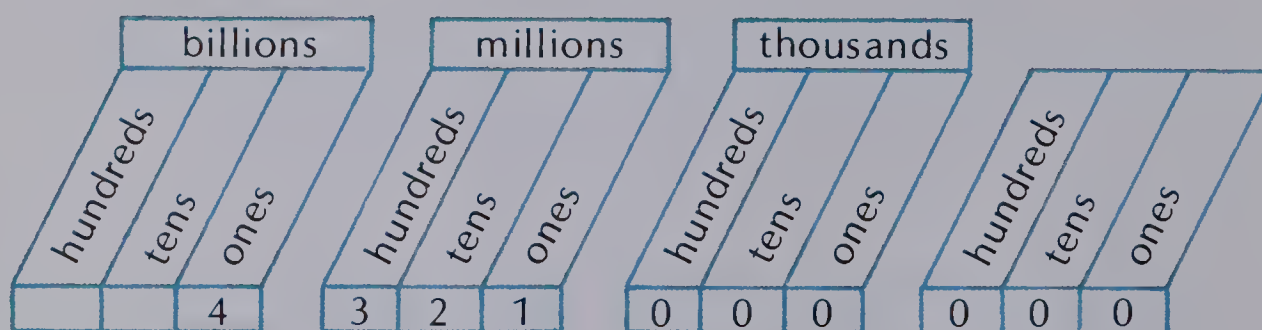 billions millions thousands
hundreds tens ones hundreds tens ones hundreds tens ones hundreds tens ones
4 3 2 1 0 0 0 0 0 0